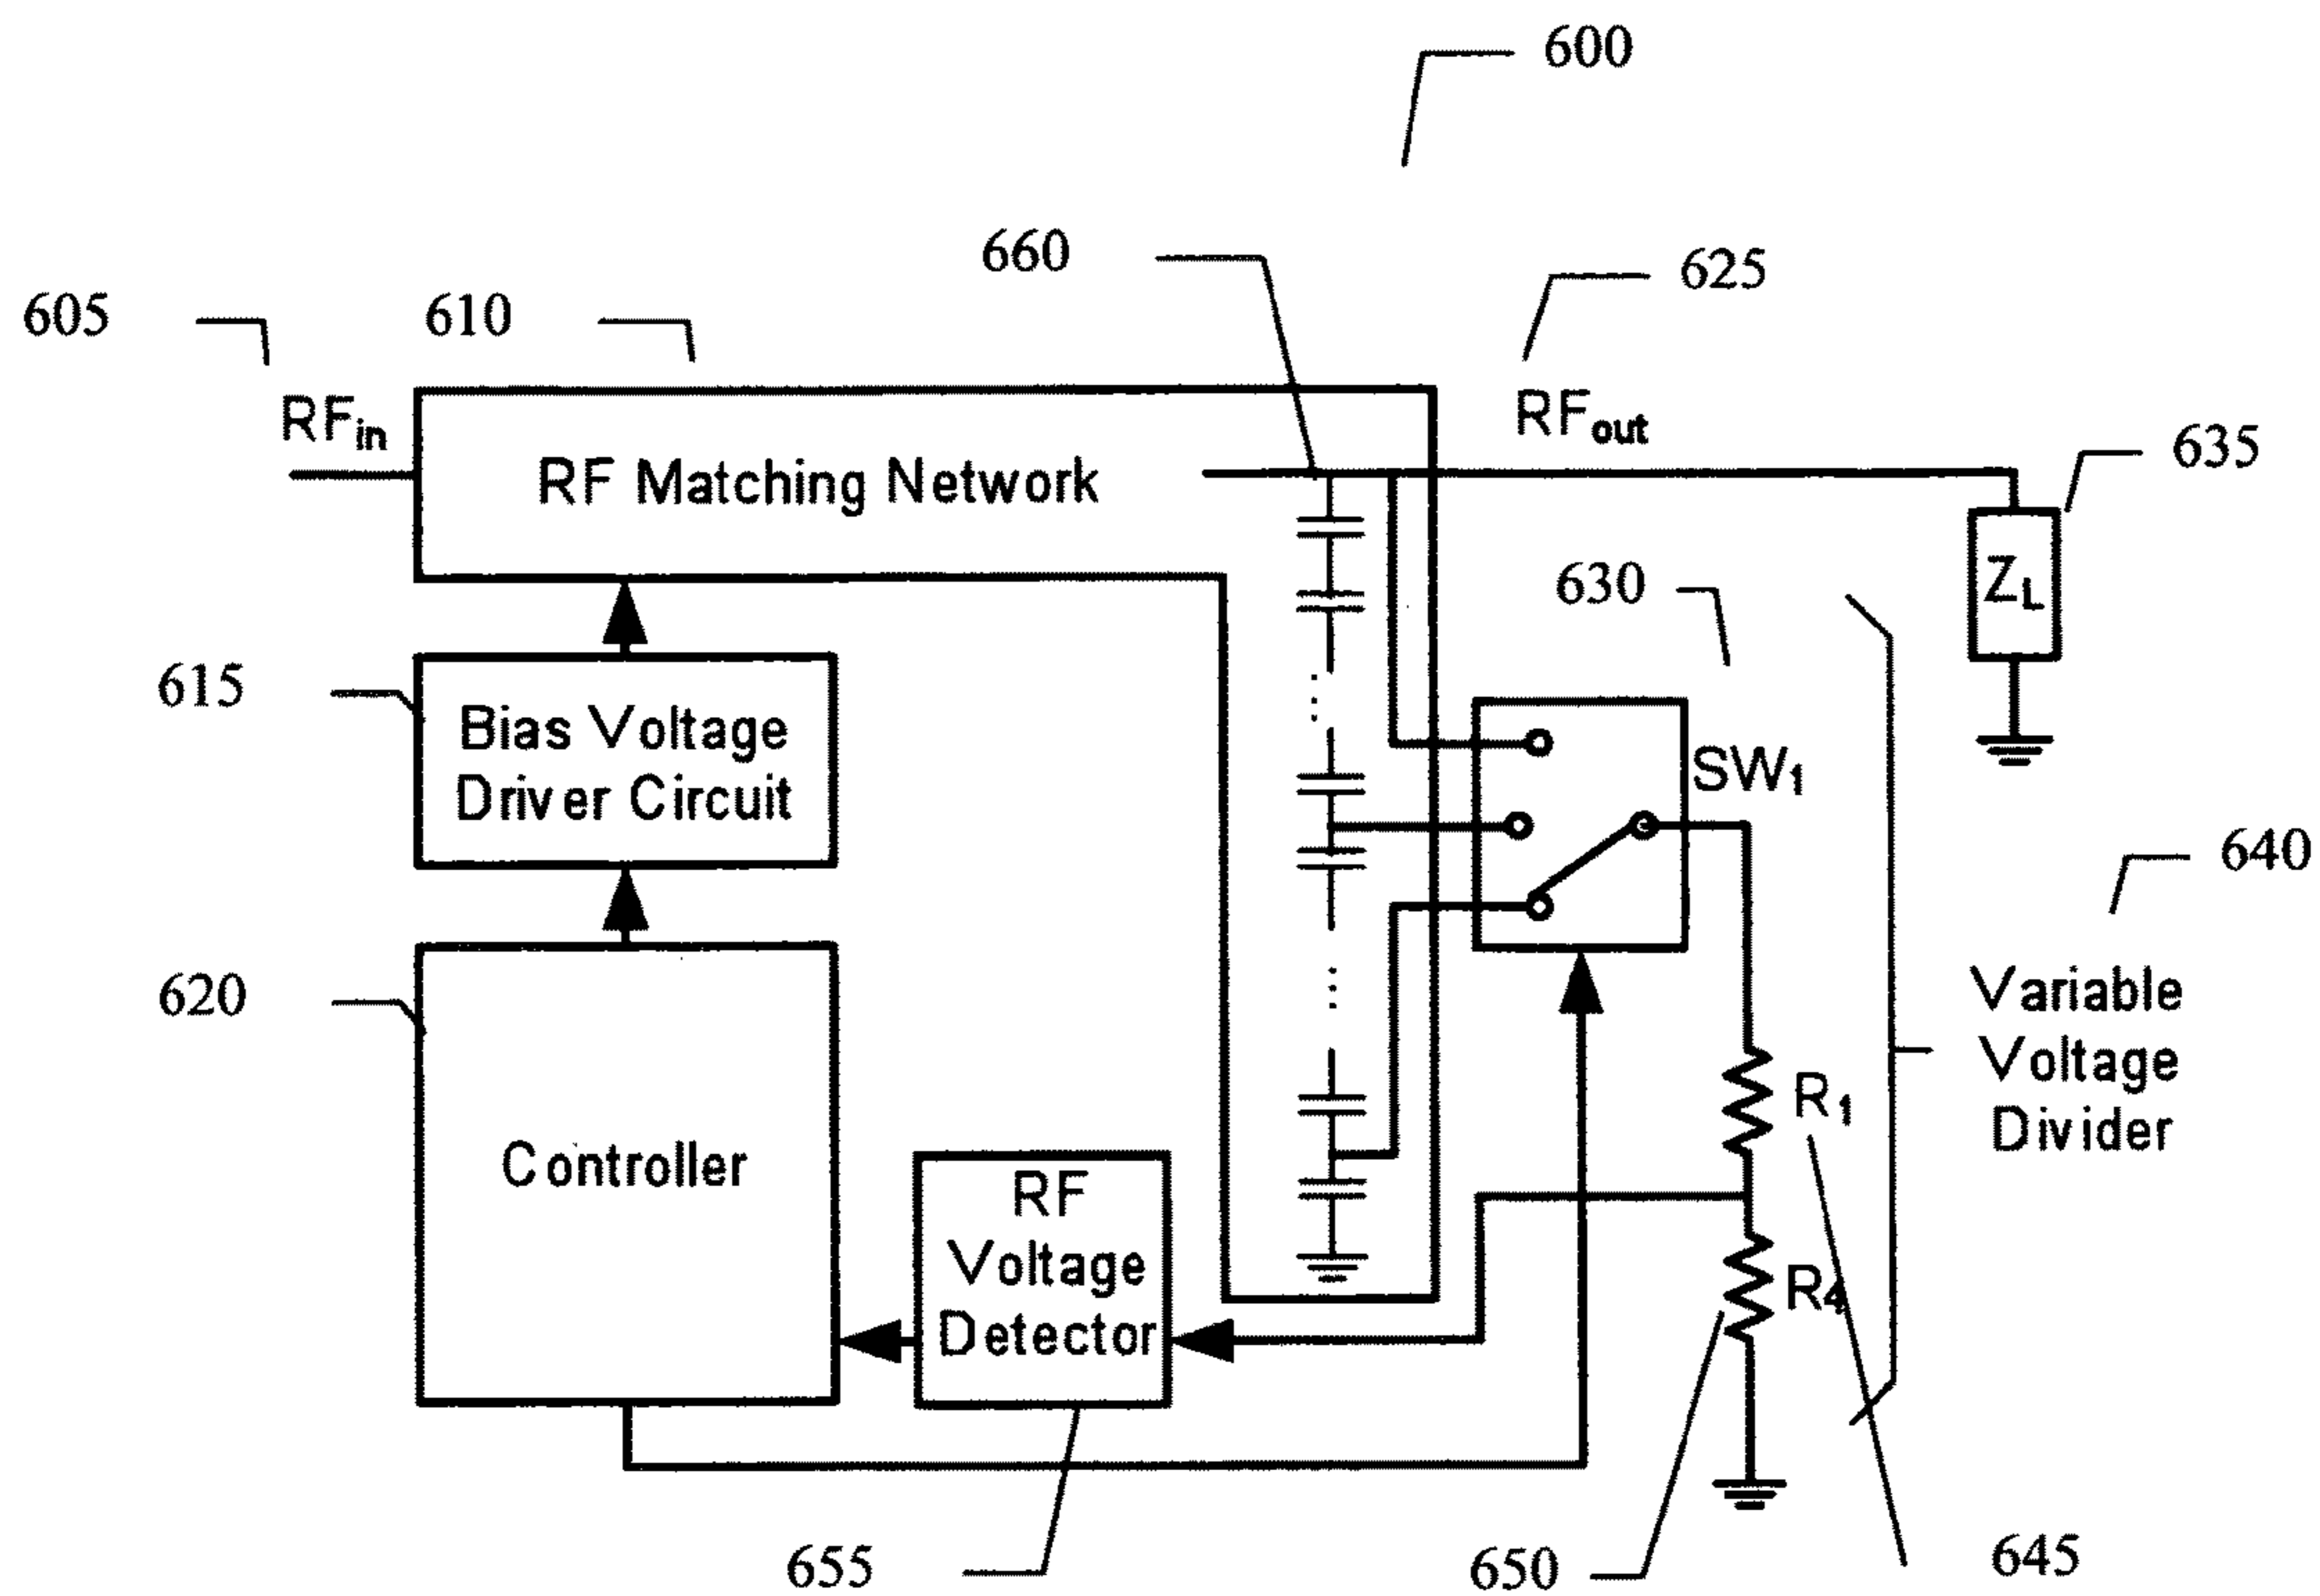 600
660
625
605
610
635
RFin
RFout
RF Matching Network
ZL
630
615
Bias Voltage
Driver Circuit
SW1
640
620
Variable
Voltage
Divider
Controller
R1
RF
Voltage
Detector
R4
655
650
645